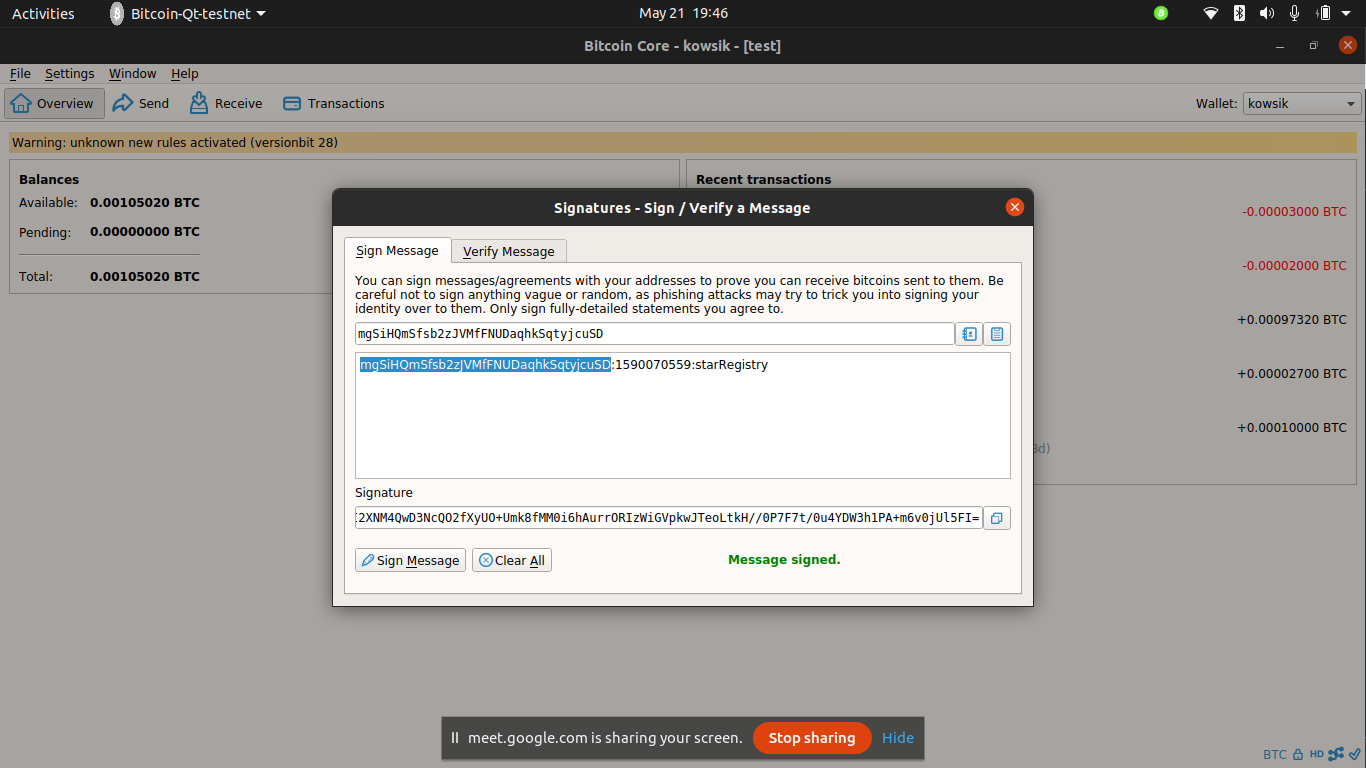 Activities
Bitcoin-Qt-testnet
May 21 19:46
Bitcoin Core - kowsik - [test]
File Settings Window Help
Overview Send Receive Transactions
Wallet: kowsik
Warning: unknown new rules activated (versionbit 28)
Balances
Available: 0.00105020 BTC
Pending: 0.00000000 BTC
Total: 0.00105020 BTC
Recent transactions
-0.00003000 BTC
-0.00002000 BTC
+0.00097320 BTC
+0.00002700 BTC
+0.00010000 BTC
3d)
Signatures - Sign / Verify a Message
Sign Message Verify Message
You can sign messages/agreements with your addresses to prove you can receive bitcoins sent to them. Be
careful not to sign anything vague or random, as phishing attacks may try to trick you into signing your
identity over to them. Only sign fully-detailed statements you agree to.
mgSiHQmSfsb2zJVMfFNUDaqhkSqtyjcuSD
mgSiHQmSfsb2zJVMfFNUDaqhkSqtyjcuSD:1590070559:starRegistry
Signature
2XNM4QwD3NcQO2fXyUO+Umk8fMM0i6hAurrORIzWiGVpkwJTeoLtkH//0P7F7t/0u4YDW3h1PA+m6v0jUl5FI=
Sign Message Clear All
Message signed.
meet.google.com is sharing your screen. Stop sharing Hide
BTC HD